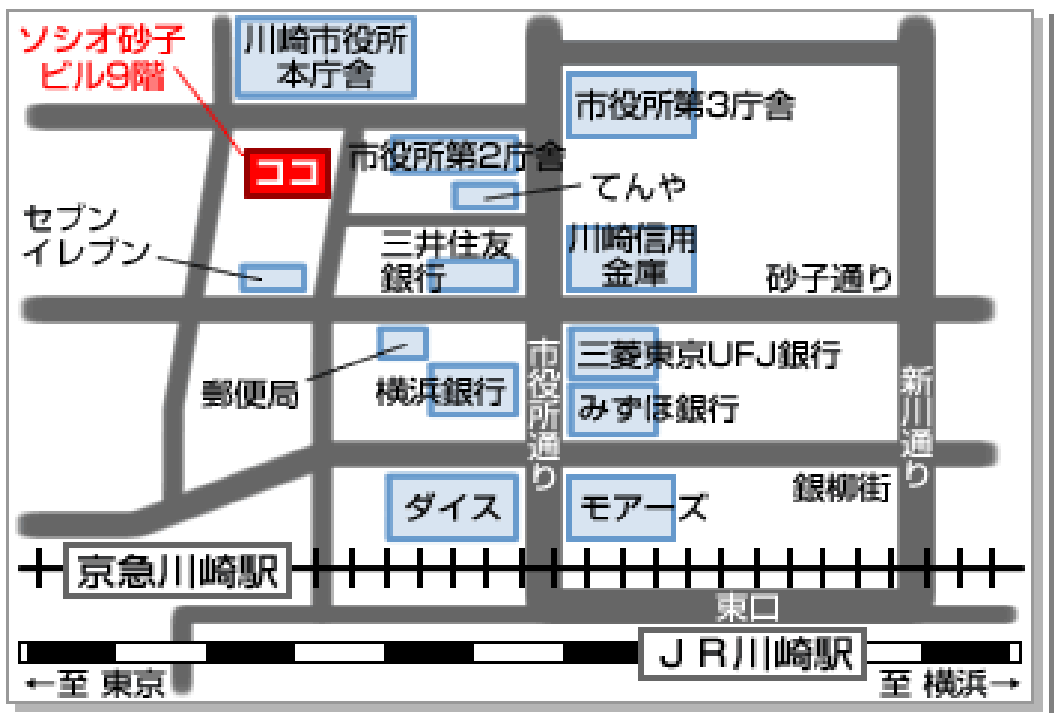 ソシオ砂子
ビル9階
川崎市役所
本庁舎
市役所第3庁舎
ココ
市役所第2庁舎
てんや
セブン
イレブン
三井住友
銀行
川崎信用
金庫
砂子通り
郵便局
横浜銀行
市役所通り
三菱東京UFJ銀行
みずほ銀行
新川通り
ダイス
モアーズ
銀柳街
京急川崎駅
東口
JR川崎駅
←至 東京
至 横浜→